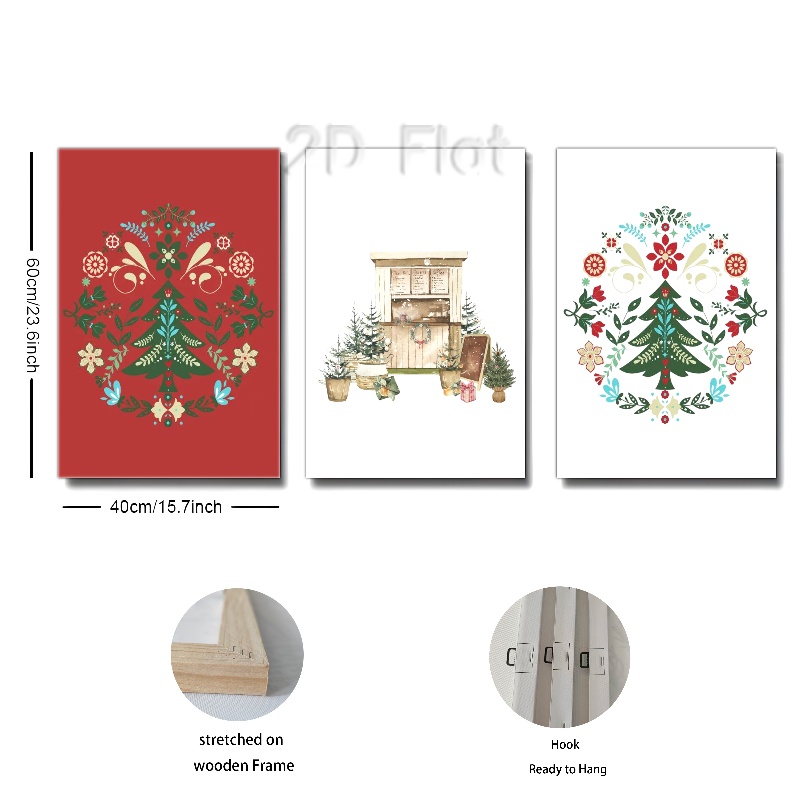 2D Flat
60cm/23.6inch
40cm/15.7inch
stretched on
wooden Frame
Hook
Ready to Hang